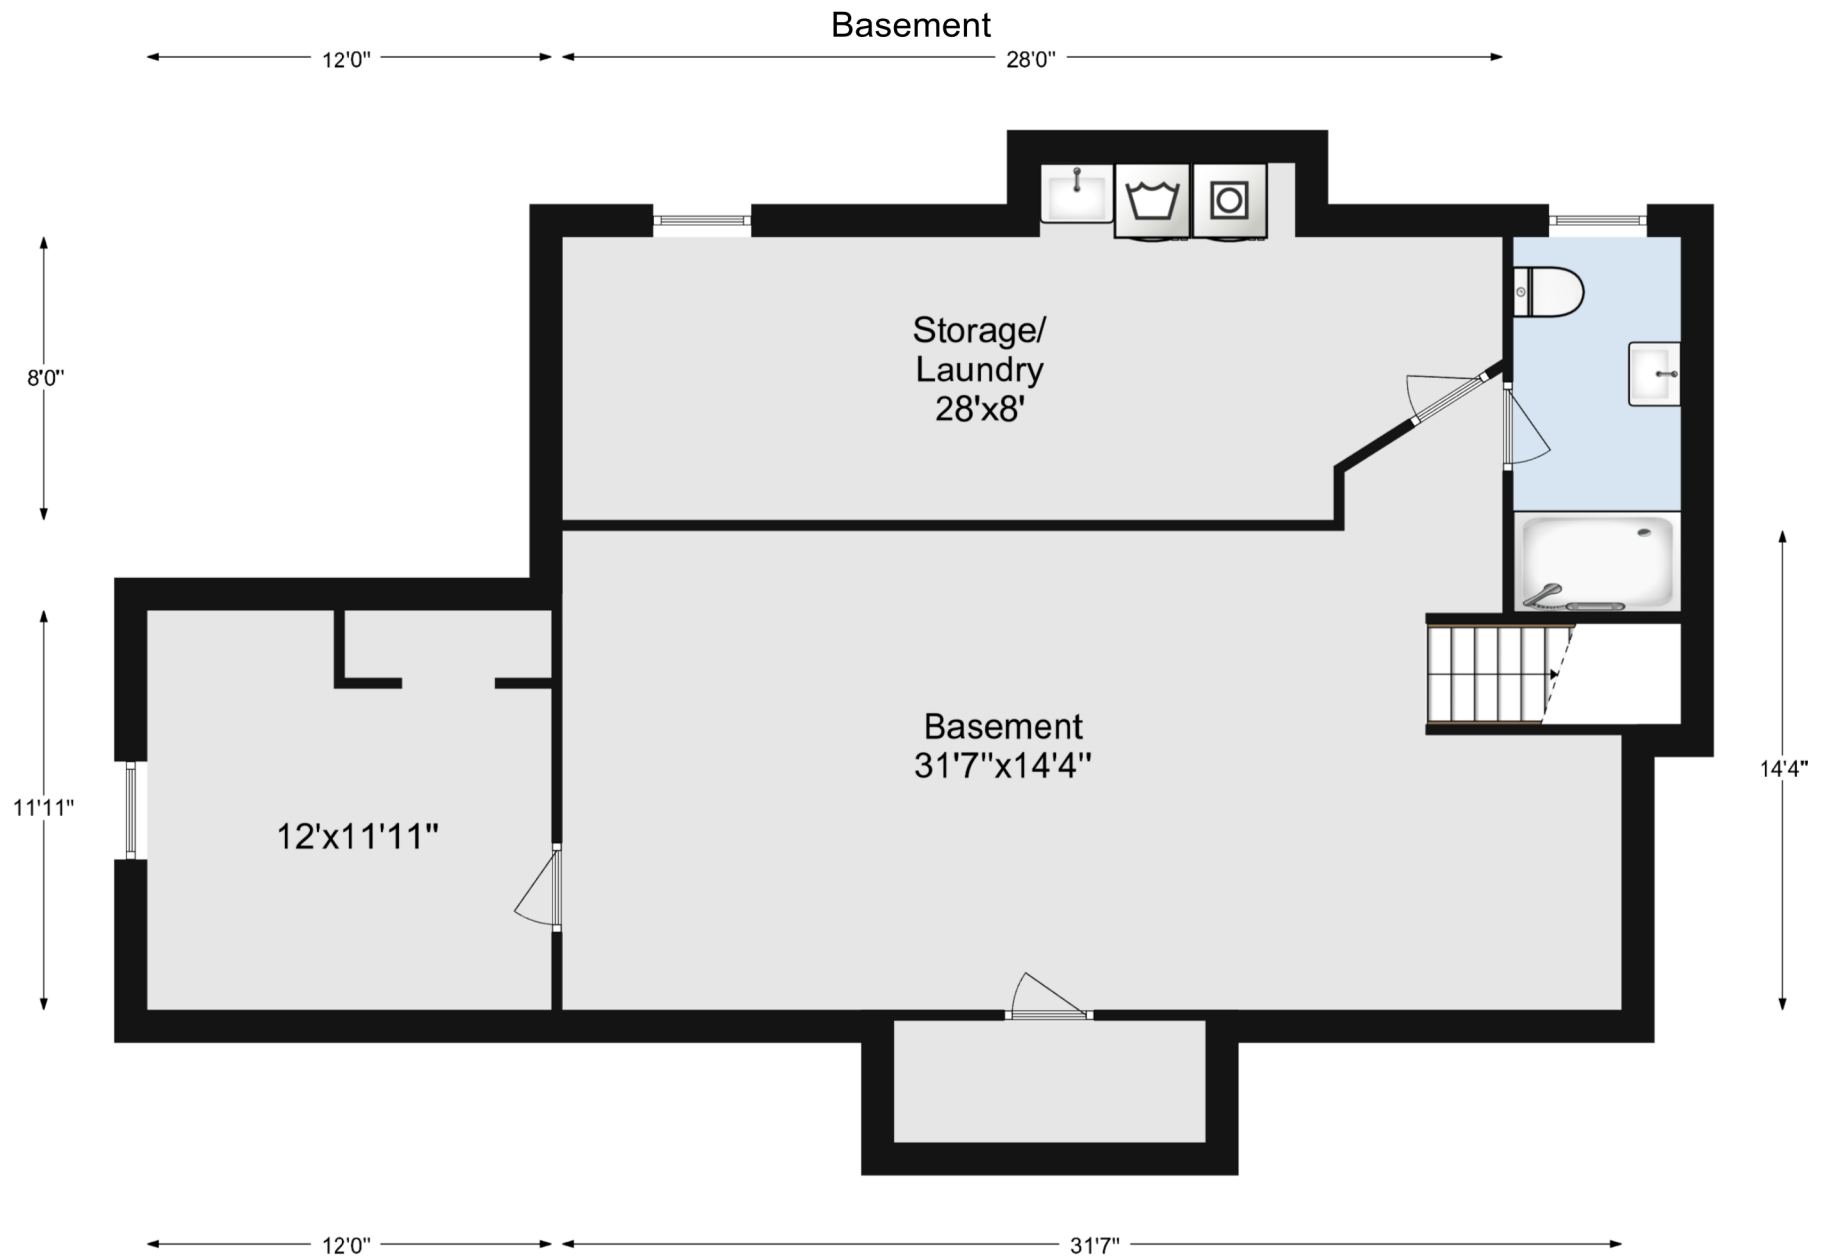 Basement
12'0"
28'0"
8'0"
Storage/
Laundry
28'x8'
Basement
31'7"x14'4"
14'4"
11'11"
12'x11'11"
12'0"
31'7"